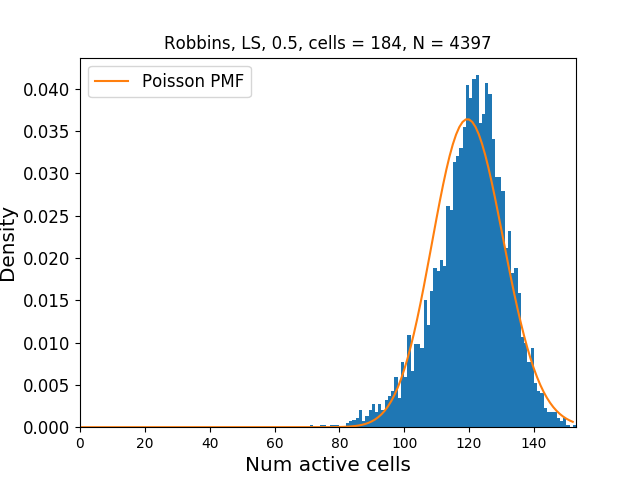 Robbins, LS, 0.5, cells = 184, N = 4397
Poisson PMF
0.040
0.035
0.030
0.025
0.020
0.015
0.010
0.005
0.000
Density
0 20 40 60 80 100 120 140
Num active cells